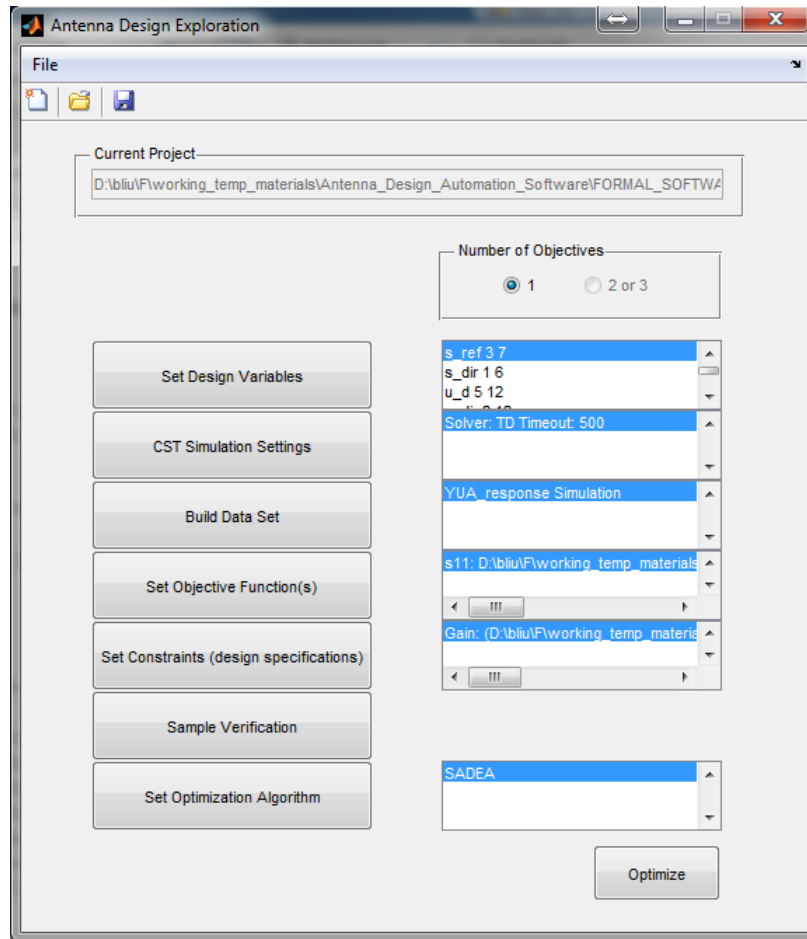 Antenna Design Exploration
File
Current Project
D:\bliu\F\working_temp_materials\Antenna_Design_Automation_Software\FORMAL_SOFTWA
Number of Objectives
1
2 or 3
Set Design Variables
s_ref 3 7
s_dir 1 6
u_d 5 12
CST Simulation Settings
Solver: TD Timeout: 500
Build Data Set
YUA_response Simulation
Set Objective Function(s)
s11: D:\bliu\F\working_temp_materials
Set Constraints (design specifications)
Gain: (D:\bliu\F\working_temp_materia
Sample Verification
Set Optimization Algorithm
SADEA
Optimize